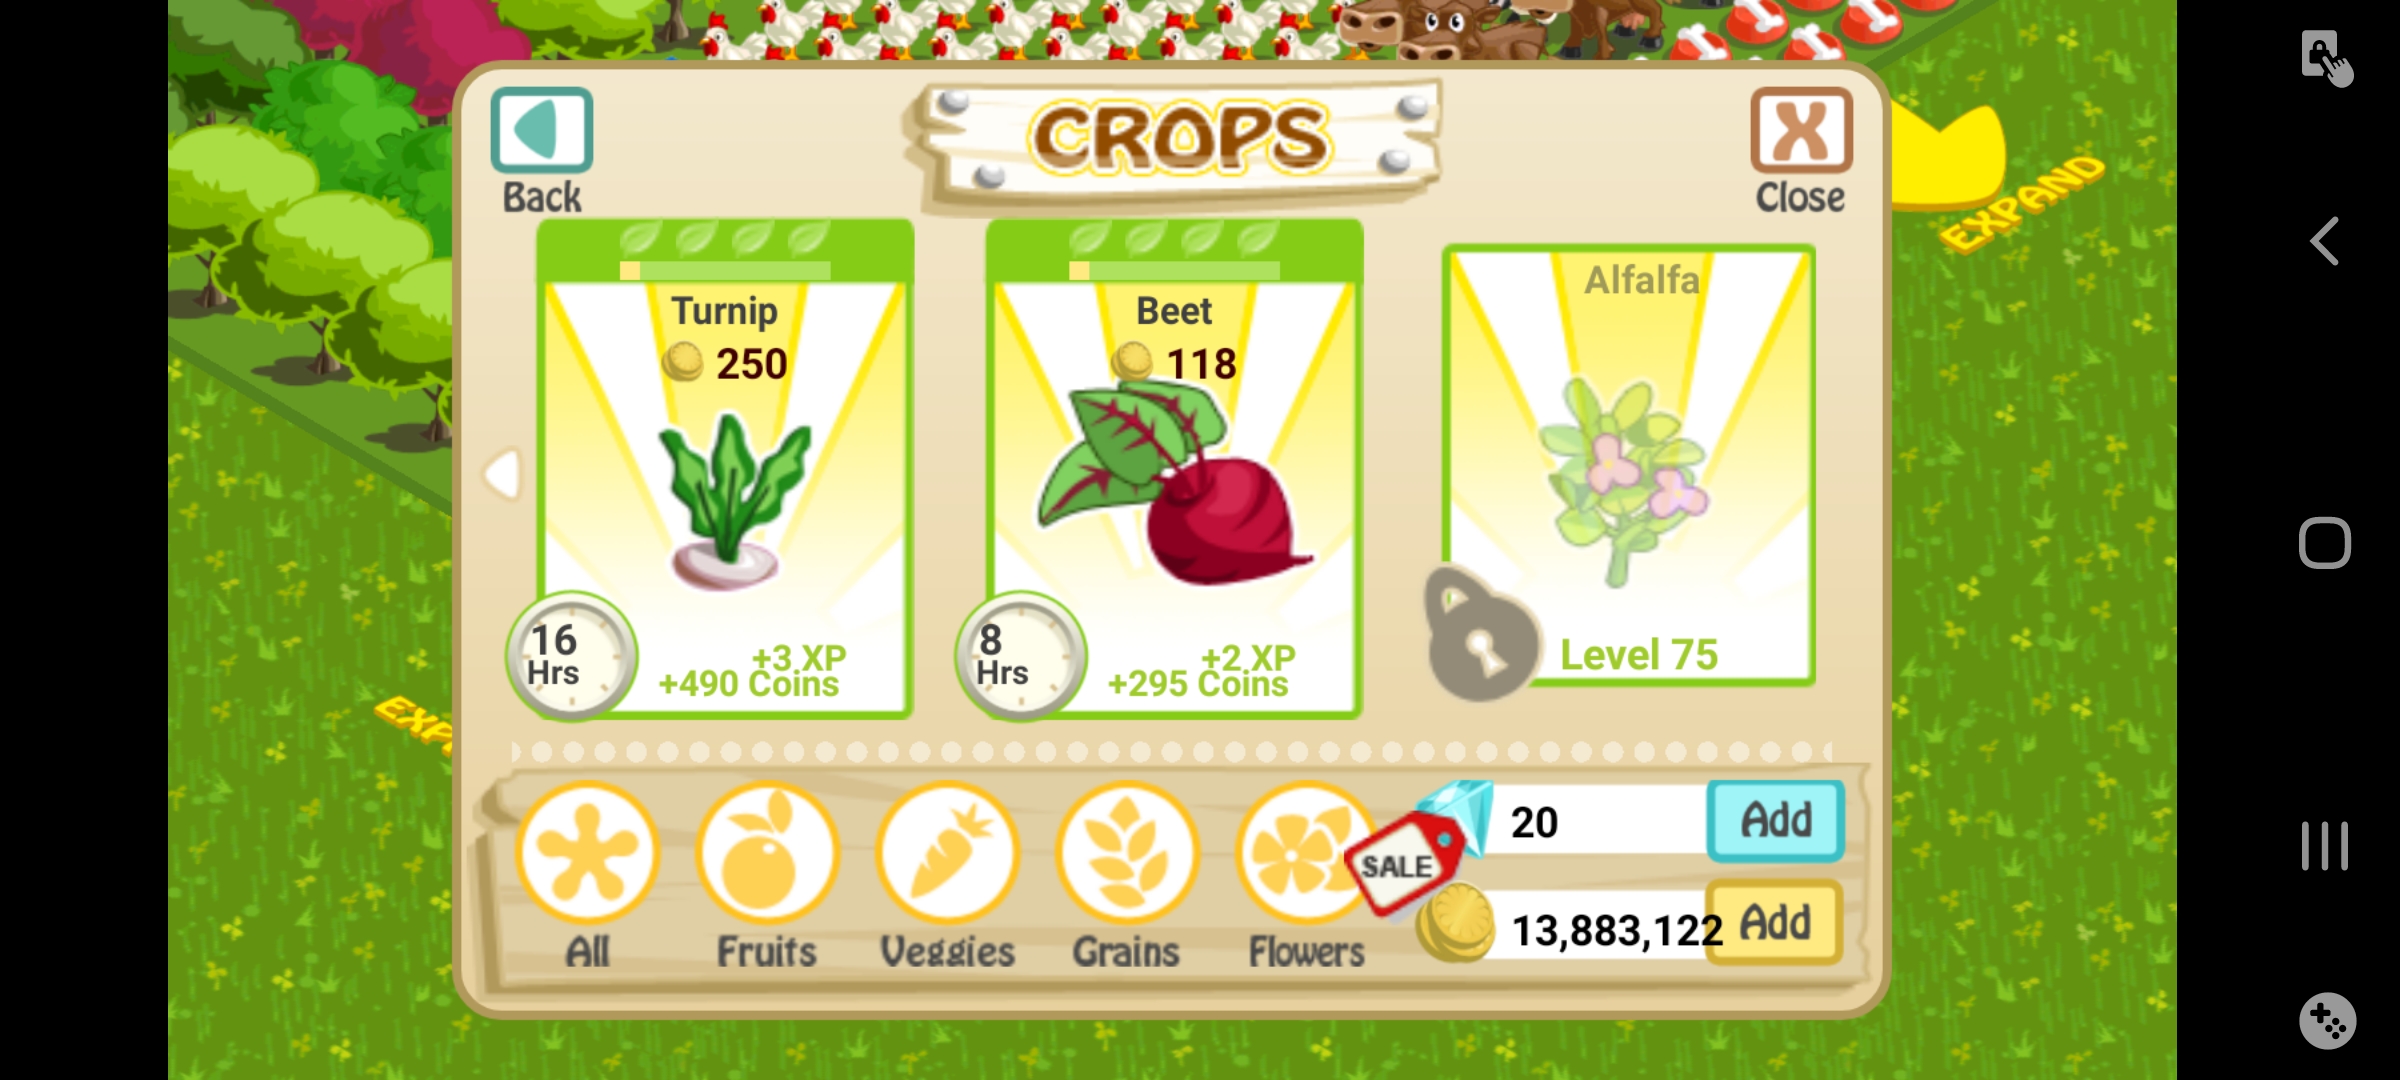 CROPS
Back
Close
EXPAND
Turnip
250
16
Hrs
+3 XP
+490 Coins
Beet
118
8
Hrs
+2 XP
+295 Coins
Alfalfa
Level 75
EXP
All
Fruits
Veggies
Grains
Flowers
SALE
20
Add
13,883,122
Add